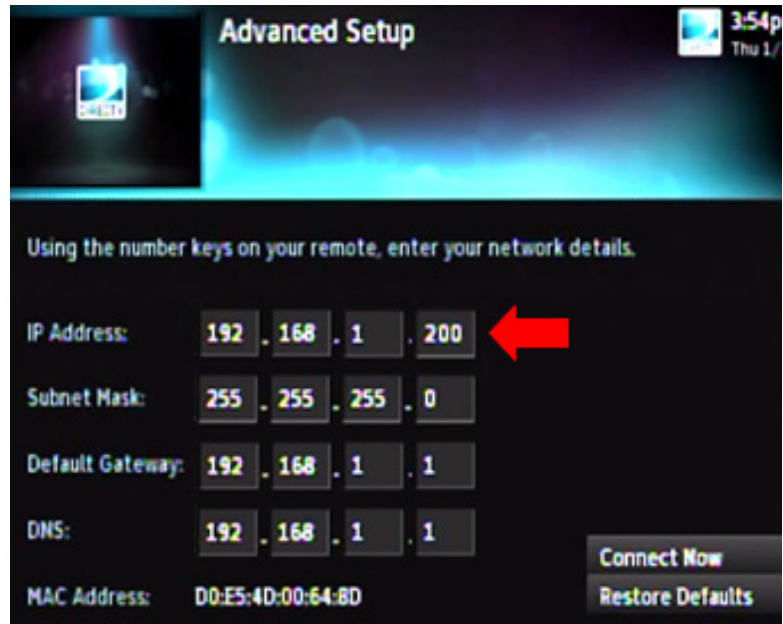 Advanced Setup
3:54p
Thu 1/
Using the number keys on your remote, enter your network details.
IP Address: 192 . 168 . 1 . 200
Subnet Mask: 255 . 255 . 255 . 0
Default Gateway: 192 . 168 . 1 . 1
DNS: 192 . 168 . 1 . 1
Connect Now
MAC Address: D0:E5:4D:00:64:8D
Restore Defaults